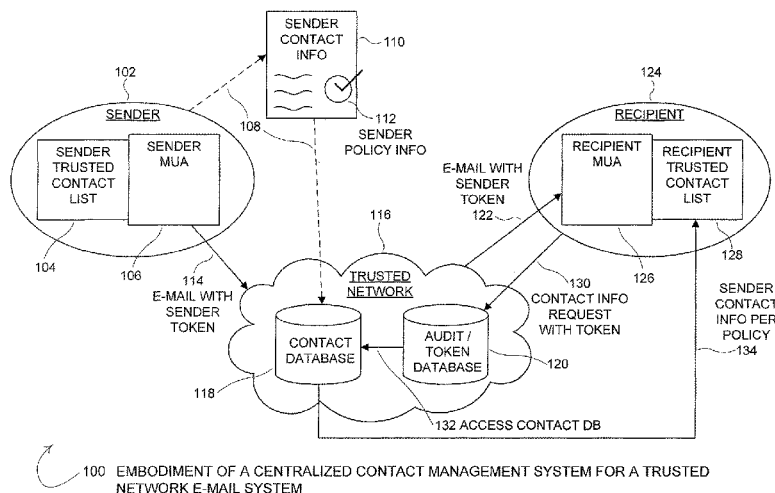 SENDER
CONTACT
INFO
110
112
SENDER
POLICY INFO
102
108
SENDER
SENDER
TRUSTED
CONTACT
LIST
SENDER
MUA
104
106
114
E-MAIL WITH
SENDER
TOKEN
116
TRUSTED
NETWORK
CONTACT
DATABASE
118
AUDIT /
TOKEN
DATABASE
120
132 ACCESS CONTACT DB
E-MAIL WITH
SENDER
TOKEN
122
124
RECIPIENT
RECIPIENT
MUA
RECIPIENT
TRUSTED
CONTACT
LIST
126
128
130
CONTACT INFO
REQUEST
WITH TOKEN
SENDER
CONTACT
INFO PER
POLICY
134
100 EMBODIMENT OF A CENTRALIZED CONTACT MANAGEMENT SYSTEM FOR A TRUSTED
NETWORK E-MAIL SYSTEM